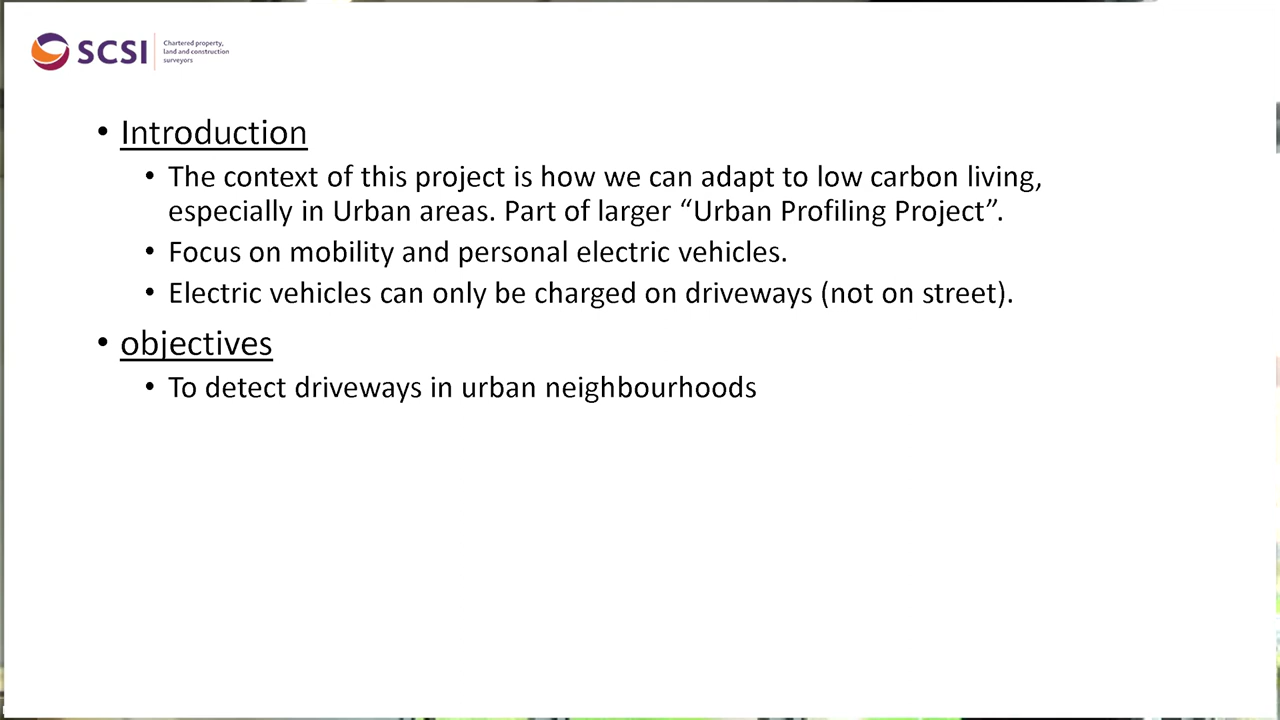 SCSI
Chartered property,
land and construction
surveyors
• Introduction
• The context of this project is how we can adapt to low carbon living,
especially in Urban areas. Part of larger “Urban Profiling Project”.
• Focus on mobility and personal electric vehicles.
• Electric vehicles can only be charged on driveways (not on street).
• objectives
• To detect driveways in urban neighbourhoods